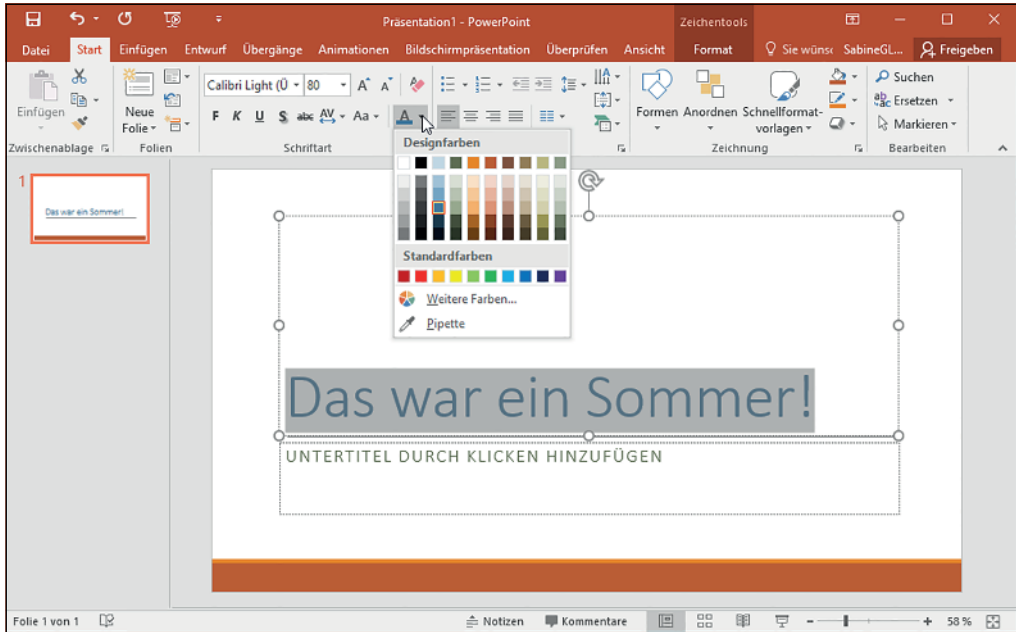 Präsentation1 - PowerPoint
Zeichentools
Datei Start Einfügen Entwurf Übergänge Animationen Bildschirmpräsentation Überprüfen Ansicht Format Sie wünsc SabineGL... Freigeben
Einfügen
Neue
Folie
Calibri Light (Ü 80
F K U S abc AV Aa A
Formen Anordnen Schnellformat-
vorlagen
Suchen
Ersetzen
Markieren
Zwischenablage Folien Schriftart Zeichnung Bearbeiten
Designfarben
Standardfarben
Weitere Farben...
Pipette
1
Das war ein Sommer!
Das war ein Sommer!
UNTERTITEL DURCH KLICKEN HINZUFÜGEN
Folie 1 von 1 Notizen Kommentare 58 %